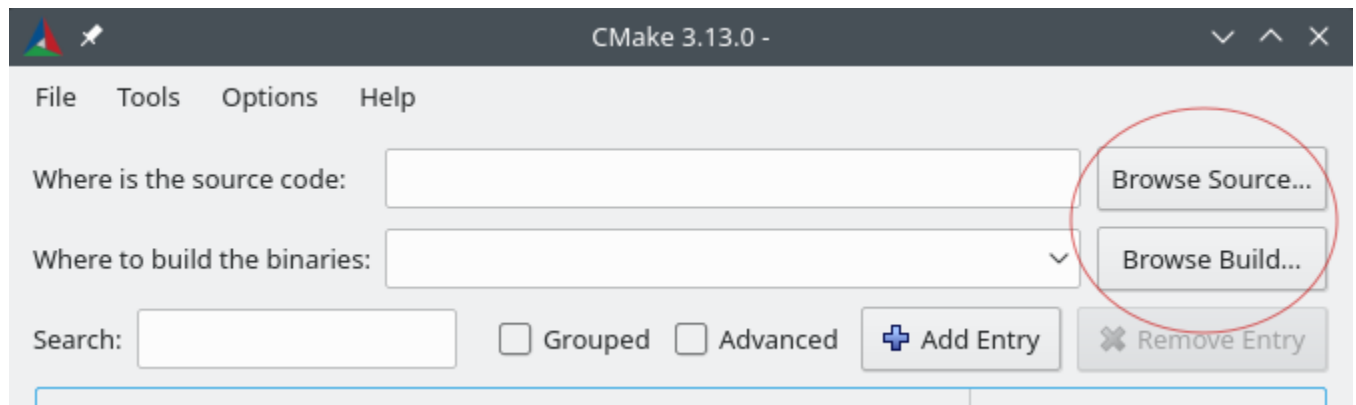 CMake 3.13.0 -
File Tools Options Help
Where is the source code: Browse Source...
Where to build the binaries: Browse Build...
Search: Grouped Advanced Add Entry Remove Entry